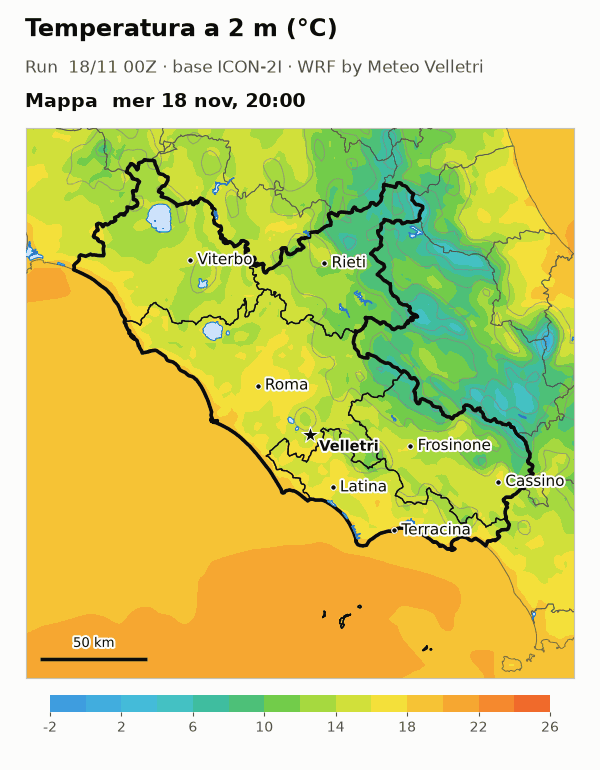 Temperatura a 2 m (°C)
Run  18/11 00Z · base ICON-2I · WRF by Meteo Velletri
Mappa  mer 18 nov, 20:00
Viterbo
Rieti
Roma
Velletri
Frosinone
Cassino
Latina
Terracina
50 km
-2 2 6 10 14 18 22 26